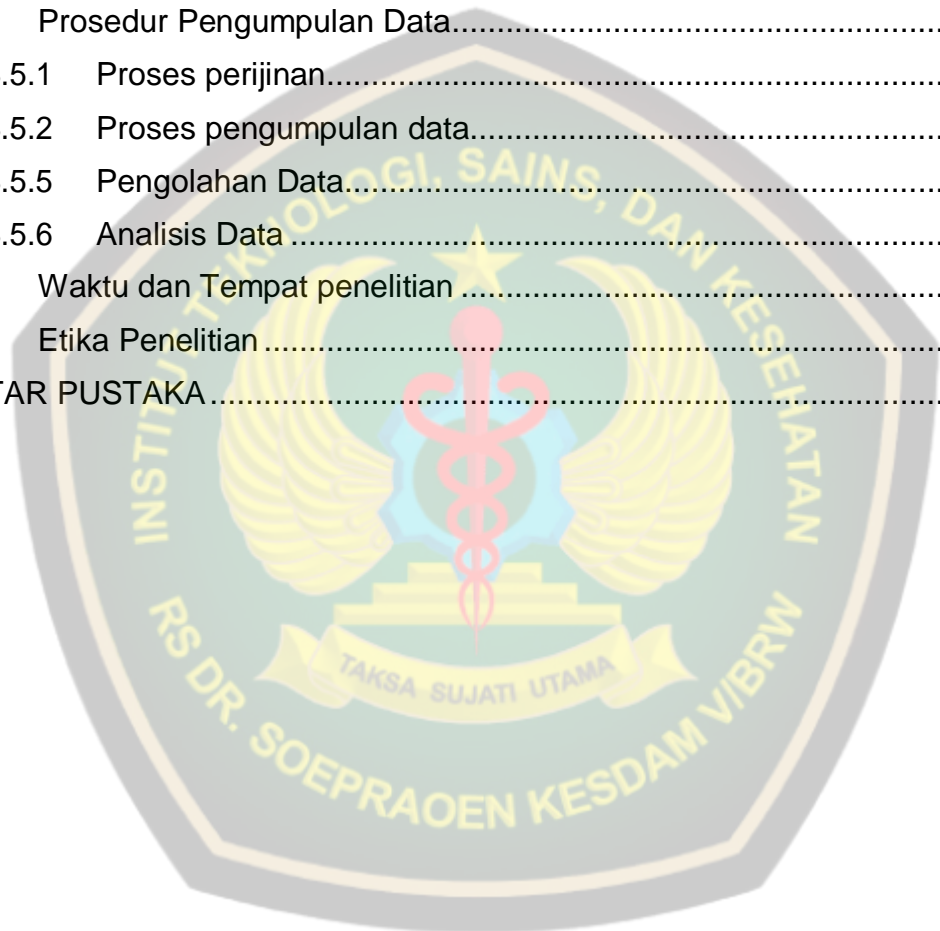 Prosedur Pengumpulan Data........................................................
.5.1 Proses perijinan........................................................
.5.2 Proses pengumpulan data........................................................
.5.5 Pengolahan Data........................................................
.5.6 Analisis Data........................................................
Waktu dan Tempat penelitian........................................................
Etika Penelitian........................................................
TAR PUSTAKA........................................................
INSTITUT TEKNOLOGI, SAINS, DAN KESEHATAN
TAKSA SUJATI UTAMA
RS DR. SOEPRAOEN KESDAM V/BRW